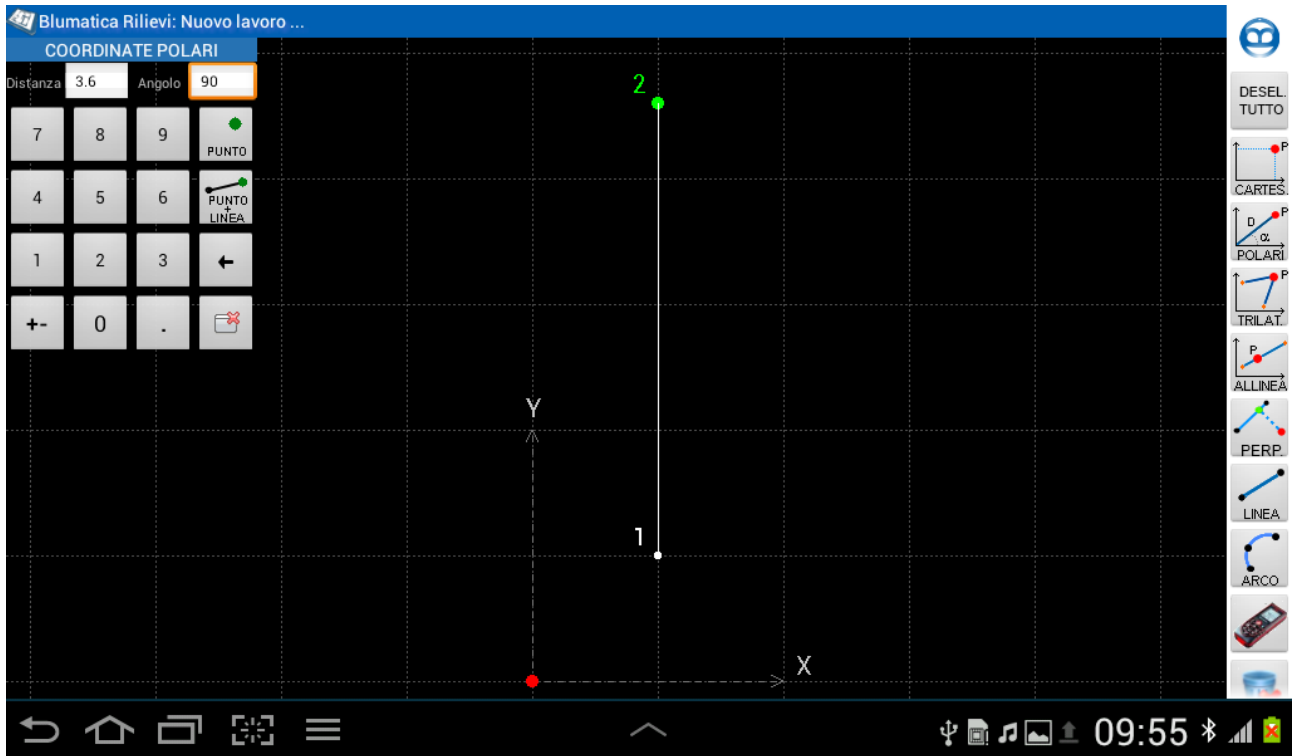 Blumatica Rilievi: Nuovo lavoro ...
COORDINATE POLARI
Distanza 3.6 Angolo 90
7 8 9 PUNTO
4 5 6 PUNTO + LINEA
1 2 3
+- 0 .
2
1
Y
X
DESEL. TUTTO
P
CARTES.
D α P
POLARI
P
TRILAT.
P
ALLINEA
PERP.
LINEA
ARCO
09:55